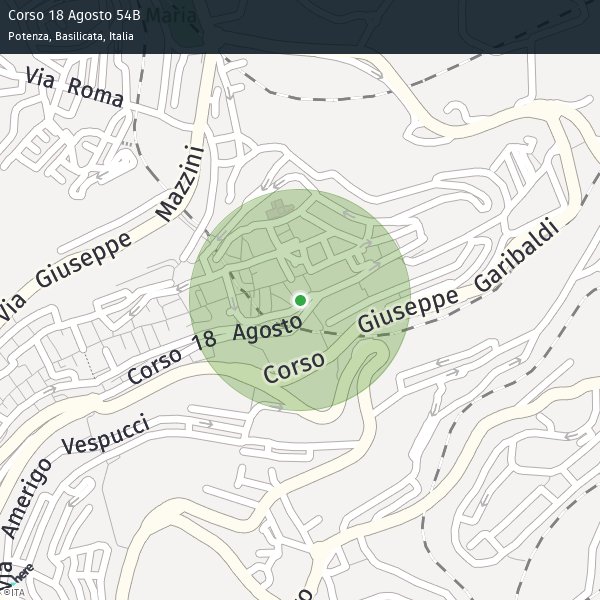 Corso 18 Agosto 54B
Potenza, Basilicata, Italia
Maria
Via Roma
Via Giuseppe Mazzini
Corso Giuseppe Garibaldi
Corso 18 Agosto
Via Amerigo Vespucci
here
©ITA